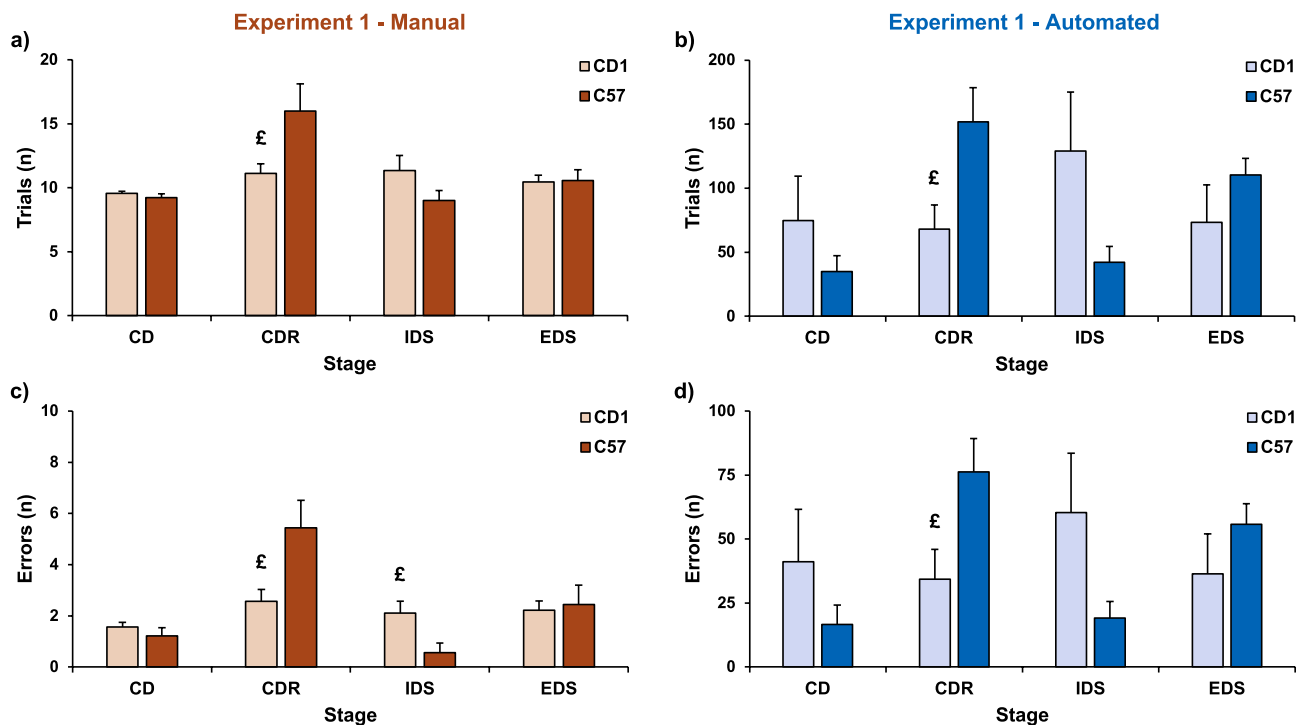 Experiment 1 - Manual
a)
20
15
10
5
0
Trials (n)
CD1
C57
£
CD CDR IDS EDS
Stage
Experiment 1 - Automated
b)
200
150
100
50
0
Trials (n)
CD1
C57
£
CD CDR IDS EDS
Stage
c)
10
8
6
4
2
0
Errors (n)
CD1
C57
£ £
CD CDR IDS EDS
Stage
d)
100
75
50
25
0
Errors (n)
CD1
C57
£
CD CDR IDS EDS
Stage